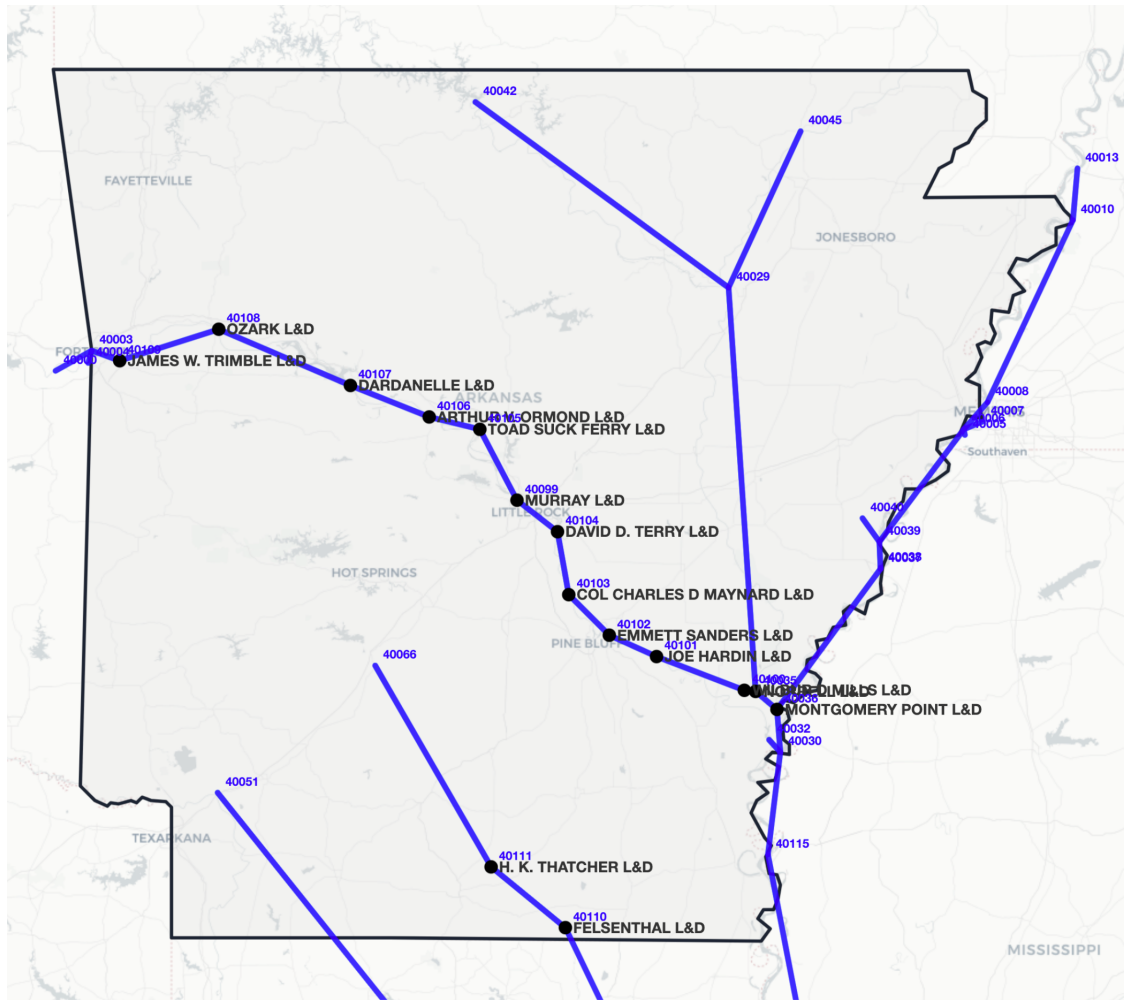 40042
40045
40013
FAYETTEVILLE
40010
JONESBORO
40029
40108
OZARK L&D
40003
FORT
JAMES W. TRIMBLE L&D
40107
DARDANELLE L&D
ARKANSAS
40008
40106
ARTHUR V. ORMOND L&D
40007
TOAD SUCK FERRY L&D
40005
Southaven
40099
MURRAY L&D
LITTLE ROCK
40040
40104
DAVID D. TERRY L&D
40039
HOT SPRINGS
40103
COL CHARLES D MAYNARD L&D
40102
EMMETT SANDERS L&D
PINE BLUFF
40101
JOE HARDIN L&D
40066
MONTGOMERY POINT L&D
40030
40051
TEXARKANA
40115
40111
H. K. THATCHER L&D
40110
FELSENTHAL L&D
MISSISSIPPI